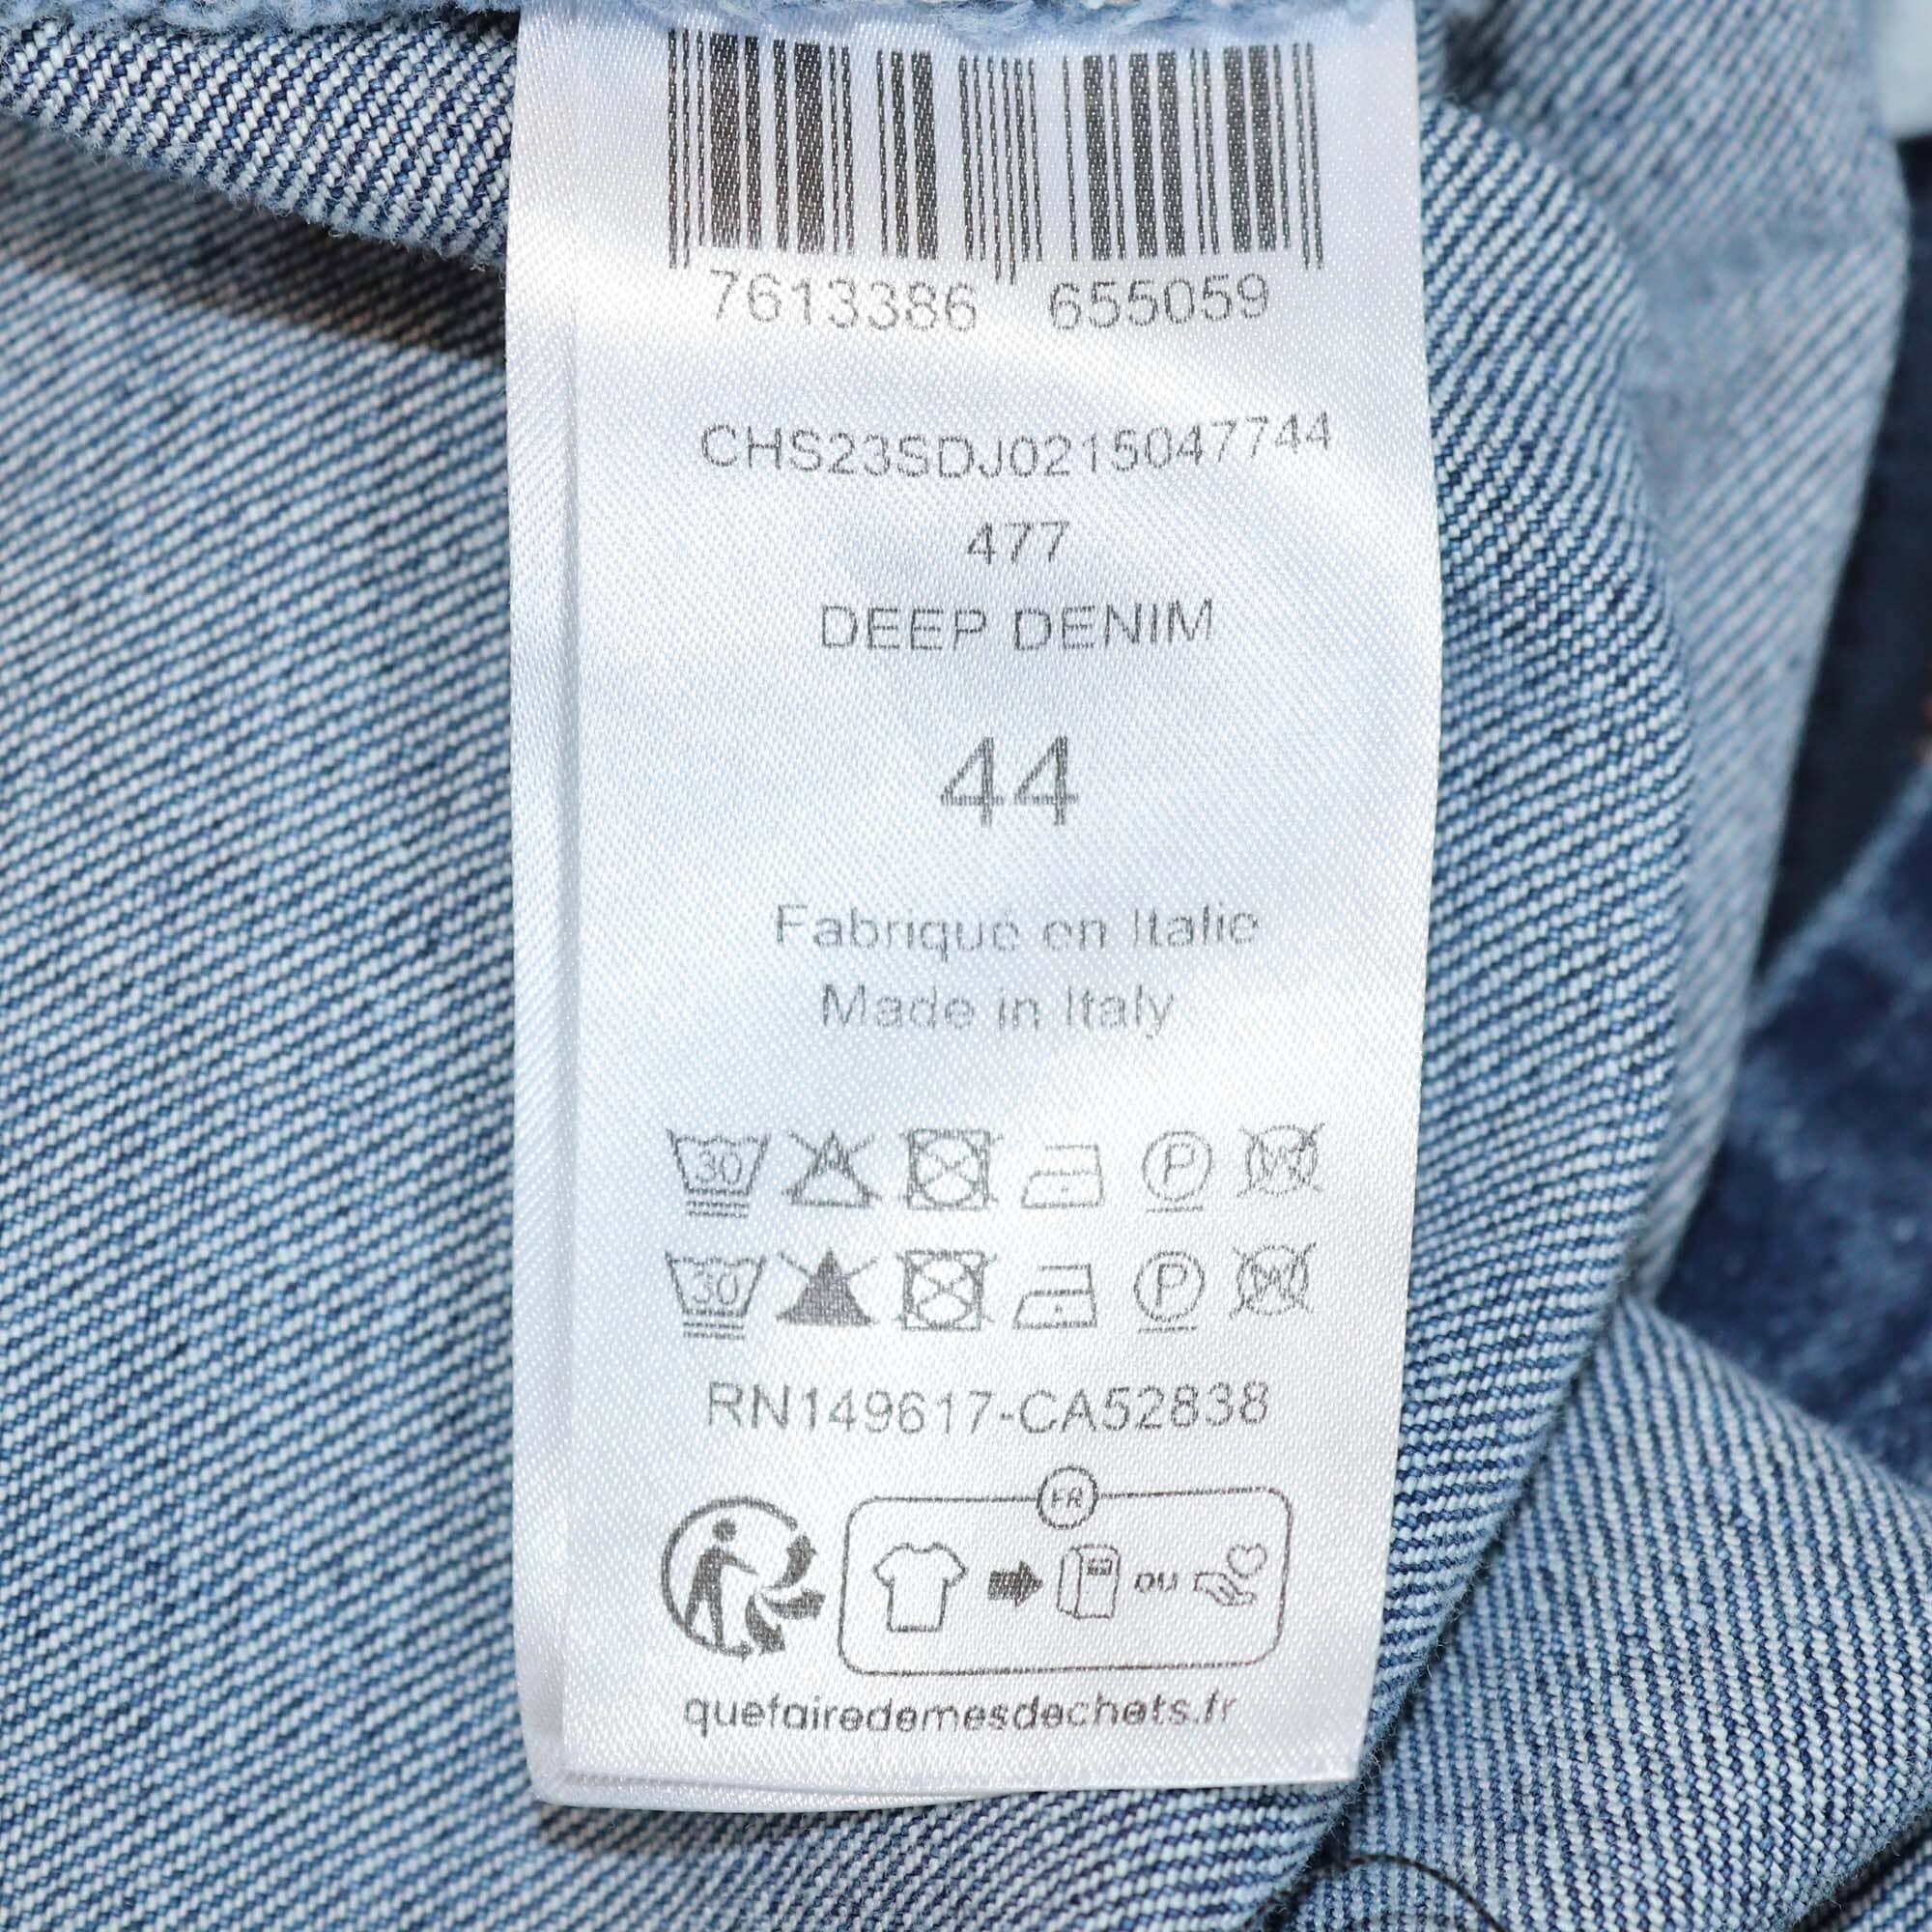 7613386 655059
CHS23SDJ0215047744
477
DEEP DENIM
44
Fabriqué en Italie
Made in Italy
30 P W
30 P W
RN149617-CA52838
FR
ou
quefairedemesdechets.fr